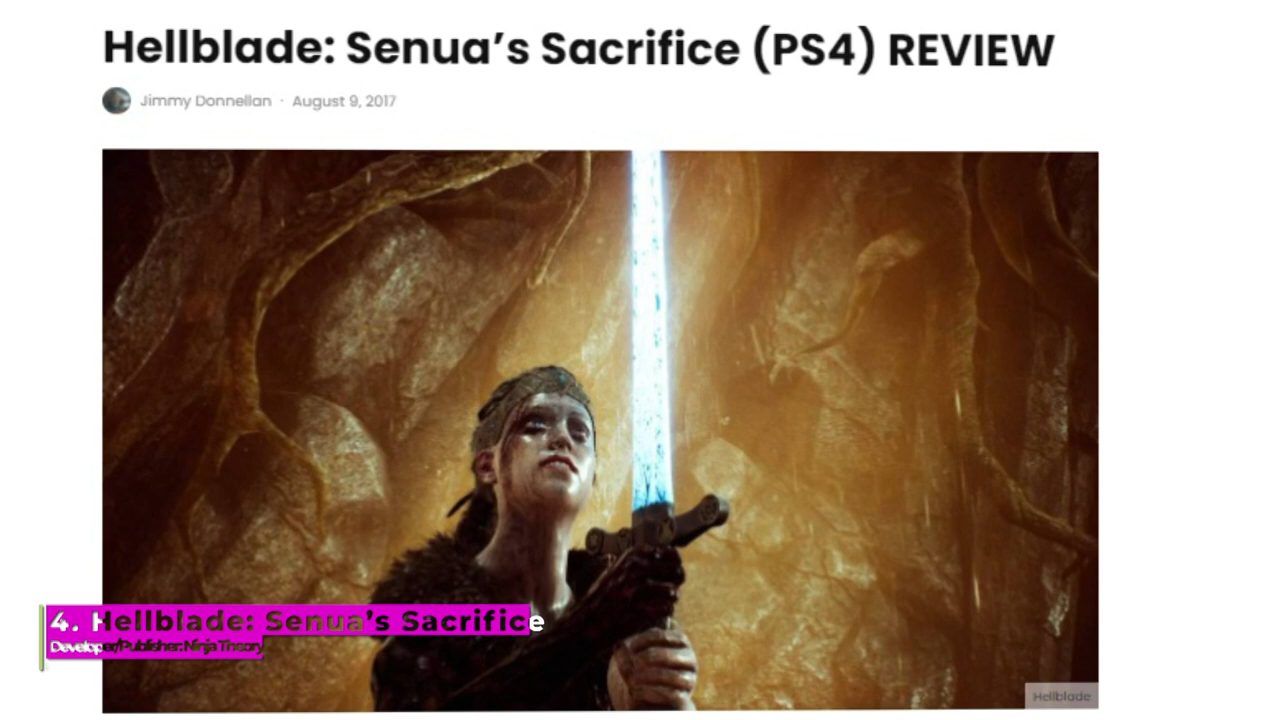 Hellblade: Senua’s Sacrifice (PS4) REVIEW
Jimmy Donnellan · August 9, 2017
4. Hellblade: Senua’s Sacrifice
Developer/Publisher: Ninja Theory
Hellblade